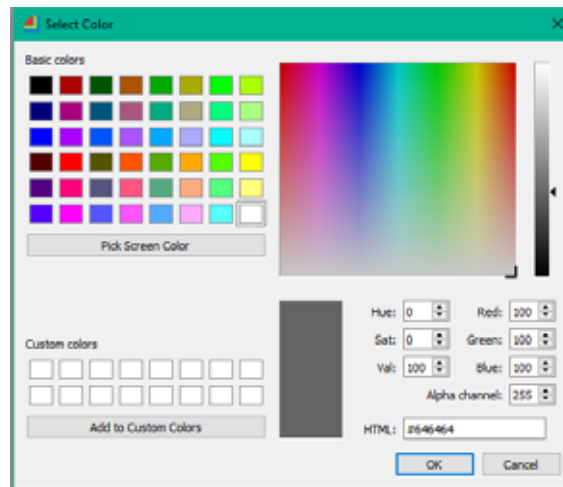 Select Color
Basic colors
Pick Screen Color
Custom colors
Add to Custom Colors
Hue: 0 Red: 100
Sat: 0 Green: 100
Val: 100 Blue: 100
Alpha channel: 255
HTML: #646464
OK Cancel